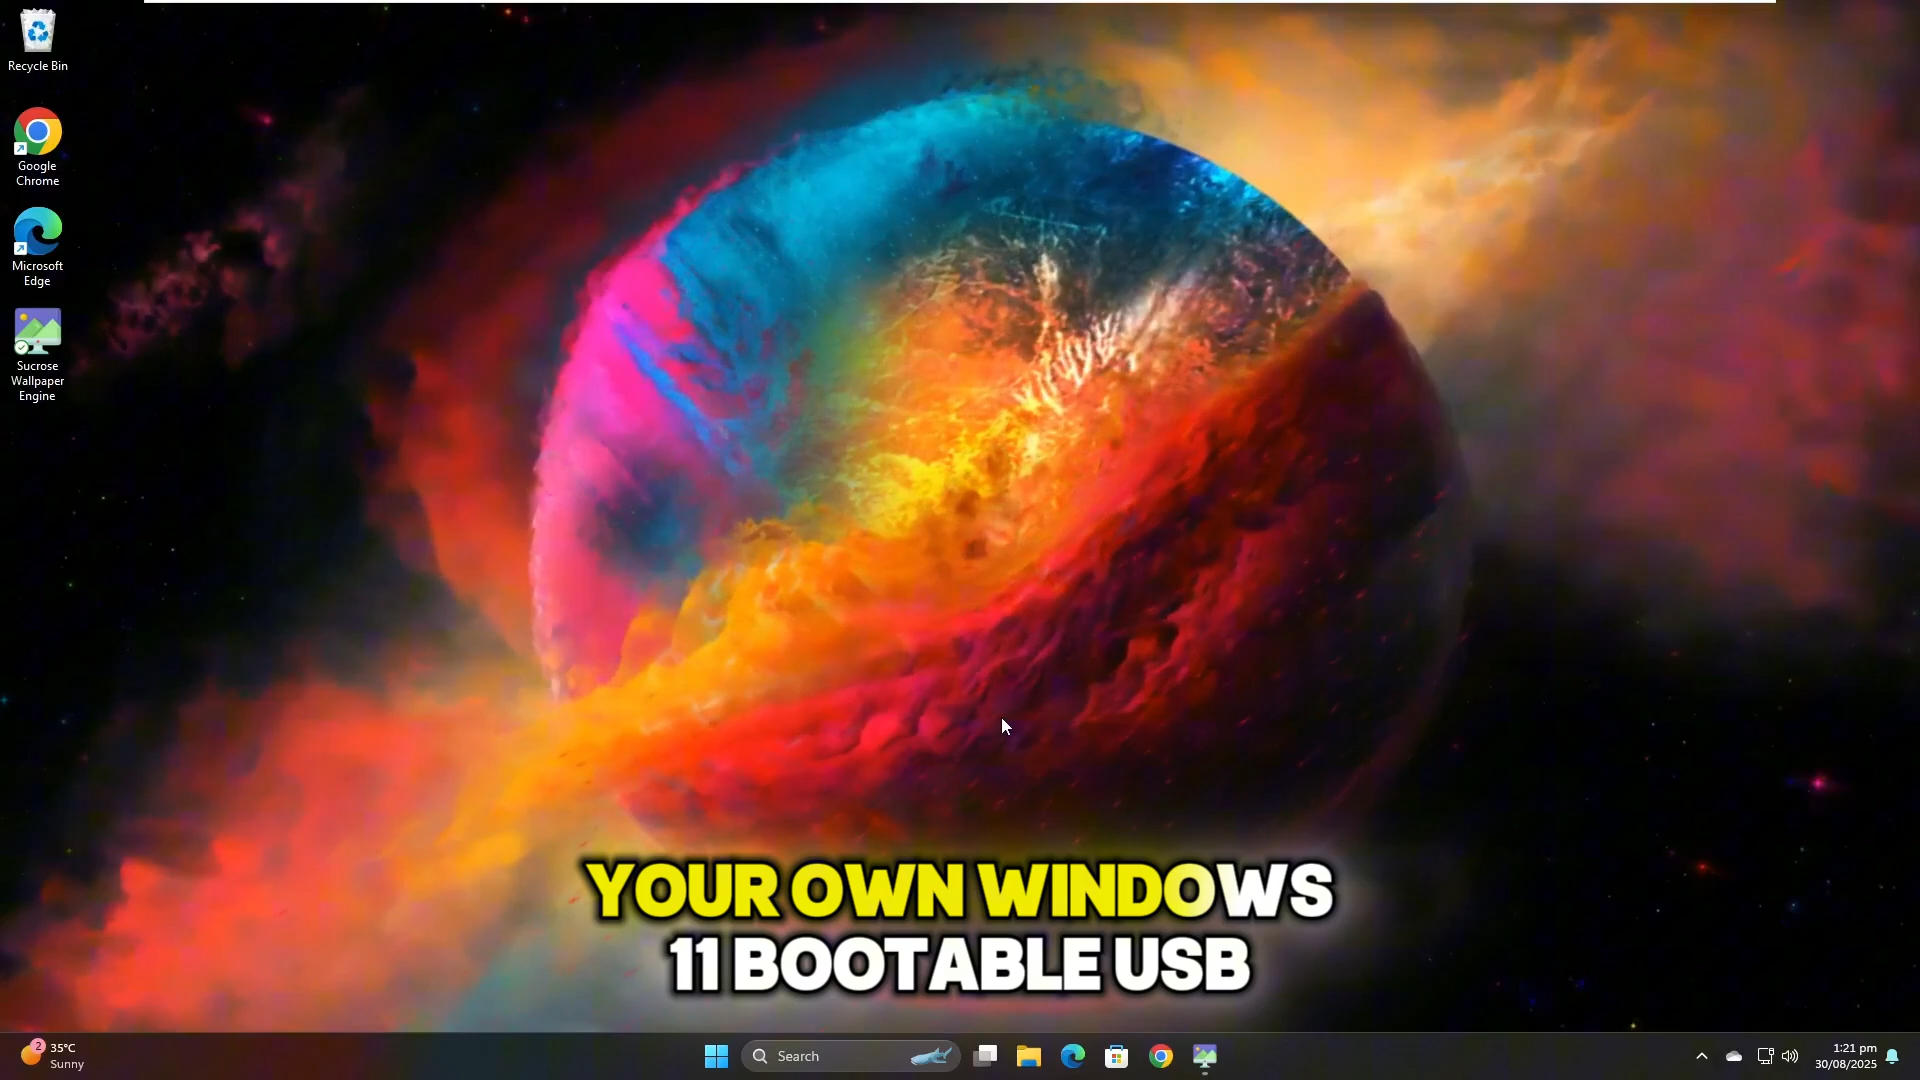 Recycle Bin
Google
Chrome
Microsoft
Edge
Sucrose
Wallpaper
Engine
YOUR OWN WINDOWS
11 BOOTABLE USB
2
35°C
Sunny
Search
1:21 pm
30/08/2025